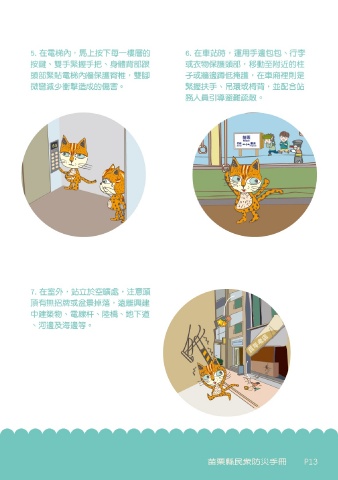 5. 在電梯內，馬上按下每一樓層的
按鍵、雙手緊握手把、身體背部跟
頭部緊貼電梯內牆保護脊椎，雙腳
微彎減少衝擊造成的傷害。
6. 在車站時，運用手邊包包、行李
或衣物保護頭部，移動至附近的柱
子或牆邊蹲低掩護，在車廂裡則是
緊握扶手、吊環或椅背，並配合站
務人員引導避難疏散。
苗栗
7. 在室外，站立於空曠處，注意頭
頂有無招牌或盆景掉落，遠離興建
中建築物、電線杆、陸橋、地下道
、河邊及海邊等。
苗栗縣民眾防災手冊 P13